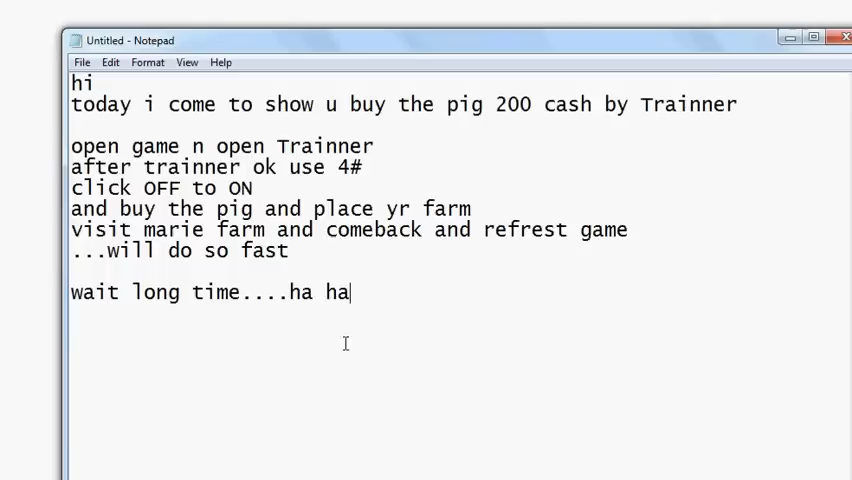 Untitled - Notepad
File Edit Format View Help
hi
today i come to show u buy the pig 200 cash by Trainner
open game n open Trainner
after trainner ok use 4#
click OFF to ON
and buy the pig and place yr farm
visit marie farm and comeback and refrest game
...will do so fast
wait long time....ha ha